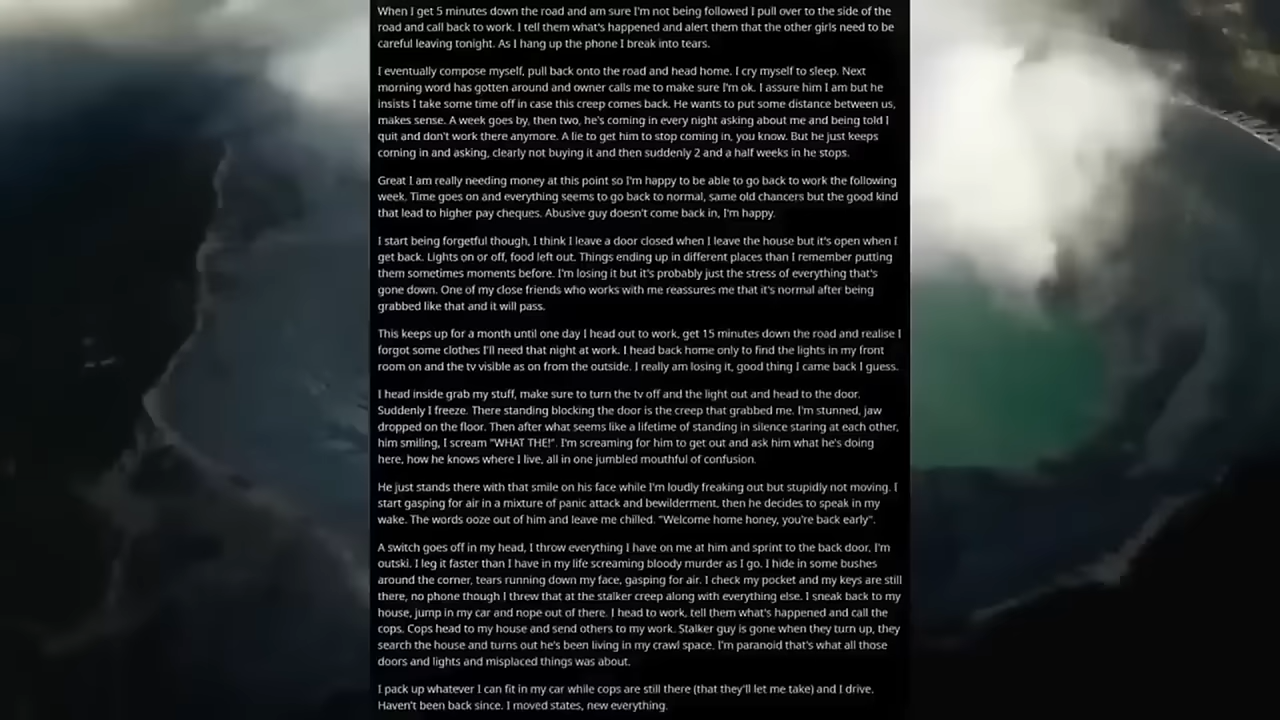 When I get 5 minutes down the road and am sure I'm not being followed I pull over to the side of the
road and call back to work. I tell them what's happened and alert them that the other girls need to be
careful leaving tonight. As I hang up the phone I break into tears.
I eventually compose myself, pull back onto the road and head home. I cry myself to sleep. Next
morning word has gotten around and owner calls me to make sure I'm ok. I assure him I am but he
insists I take some time off in case this creep comes back. He wants to put some distance between us,
makes sense. A week goes by, then two, he's coming in every night asking about me and being told I
quit and don't work there anymore. A lie to get him to stop coming in, you know. But he just keeps
coming in and asking, clearly not buying it and then suddenly 2 and a half weeks in he stops.
Great I am really needing money at this point so I'm happy to be able to go back to work the following
week. Time goes on and everything seems to go back to normal, same old chancers but the good kind
that lead to higher pay cheques. Abusive guy doesn't come back in, I'm happy.
I start being forgetful though, I think I leave a door closed when I leave the house but it's open when I
get back. Lights on or off, food left out. Things ending up in different places than I remember putting
them sometimes moments before. I'm losing it but it's probably just the stress of everything that's
gone down. One of my close friends who works with me reassures me that it's normal after being
grabbed like that and it will pass.
This keeps up for a month until one day I head out to work, get 15 minutes down the road and realise I
forgot some clothes I'll need that night at work. I head back home only to find the lights in my front
room on and the tv visible as on from the outside. I really am losing it, good thing I came back I guess.
I head inside grab my stuff, make sure to turn the tv off and the light out and head to the door.
Suddenly I freeze. There standing blocking the door is the creep that grabbed me. I'm stunned, jaw
dropped on the floor. Then after what seems like a lifetime of standing in silence staring at each other,
him smiling, I scream "WHAT THE!". I'm screaming for him to get out and ask him what he's doing
here, how he knows where I live, all in one jumbled mouthful of confusion.
He just stands there with that smile on his face while I'm loudly freaking out but stupidly not moving. I
start gasping for air in a mixture of panic attack and bewilderment, then he decides to speak in my
wake. The words ooze out of him and leave me chilled. "Welcome home honey, you're back early".
A switch goes off in my head, I throw everything I have on me at him and sprint to the back door, I'm
outski. I leg it faster than I have in my life screaming bloody murder as I go. I hide in some bushes
around the corner, tears running down my face, gasping for air. I check my pocket and my keys are still
there, no phone though I threw that at the stalker creep along with everything else. I sneak back to my
house, jump in my car and nope out of there. I head to work, tell them what's happened and call the
cops. Cops head to my house and send others to my work. Stalker guy is gone when they turn up, they
search the house and turns out he's been living in my crawl space. I'm paranoid that's what all those
doors and lights and misplaced things was about.
I pack up whatever I can fit in my car while cops are still there (that they'll let me take) and I drive.
Haven't been back since. I moved states, new everything.